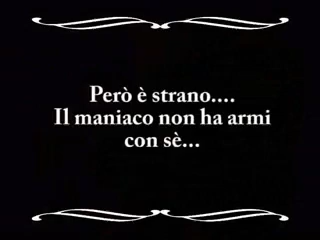 Però è strano....
Il maniaco non ha armi
con sè...